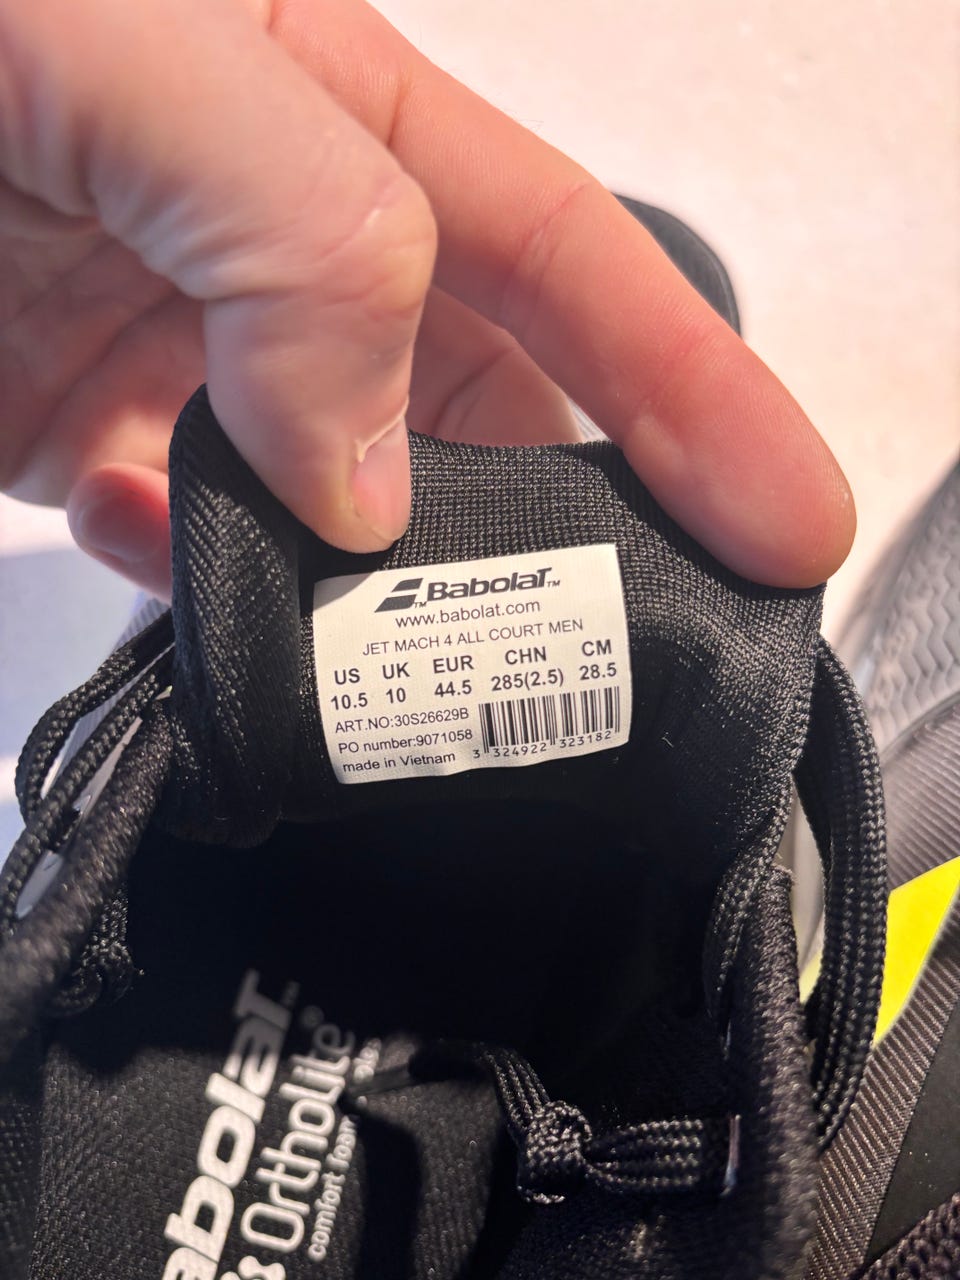 BabolaT™
www.babolat.com
JET MACH 4 ALL COURT MEN
US UK EUR CHN CM
10.5 10 44.5 285(2.5) 28.5
ART.NO:30S26629B
PO number:9071058
made in Vietnam
3 324922 323182
abolaT™
Ortholite®
comfort foam